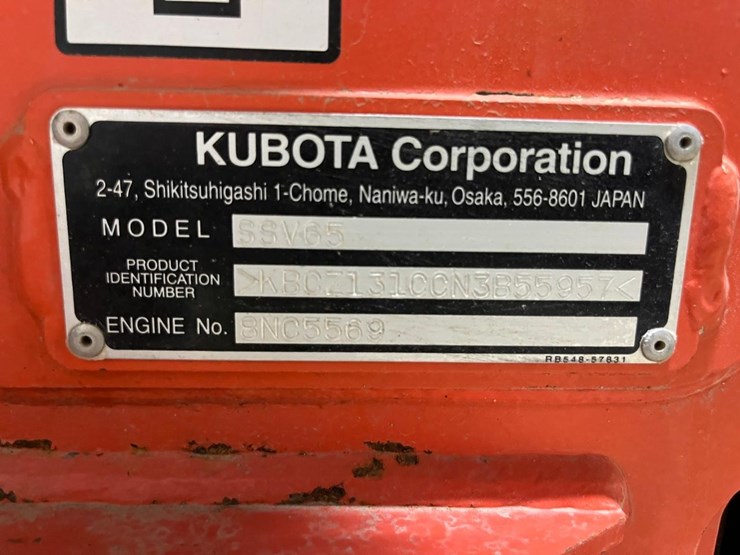 KUBOTA Corporation
2-47, Shikitsuhigashi 1-Chome, Naniwa-ku, Osaka, 556-8601 JAPAN
MODEL SSV65
PRODUCT
IDENTIFICATION
NUMBER
>KBCZ131CCN3B55957<
ENGINE No. BNC5569
RB548-57831